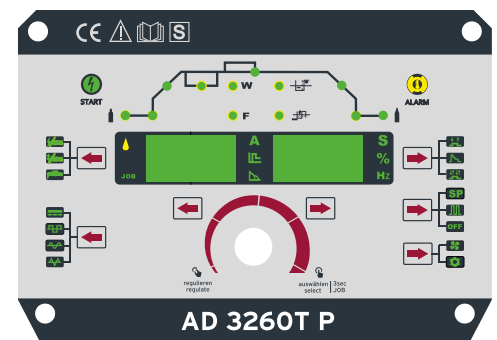 CE S
START
W
ALARM
F
A S
SP
%
JOB Hz
OFF
regulieren
regulate
auswählen 3sec
select JOB
AD 3260T P